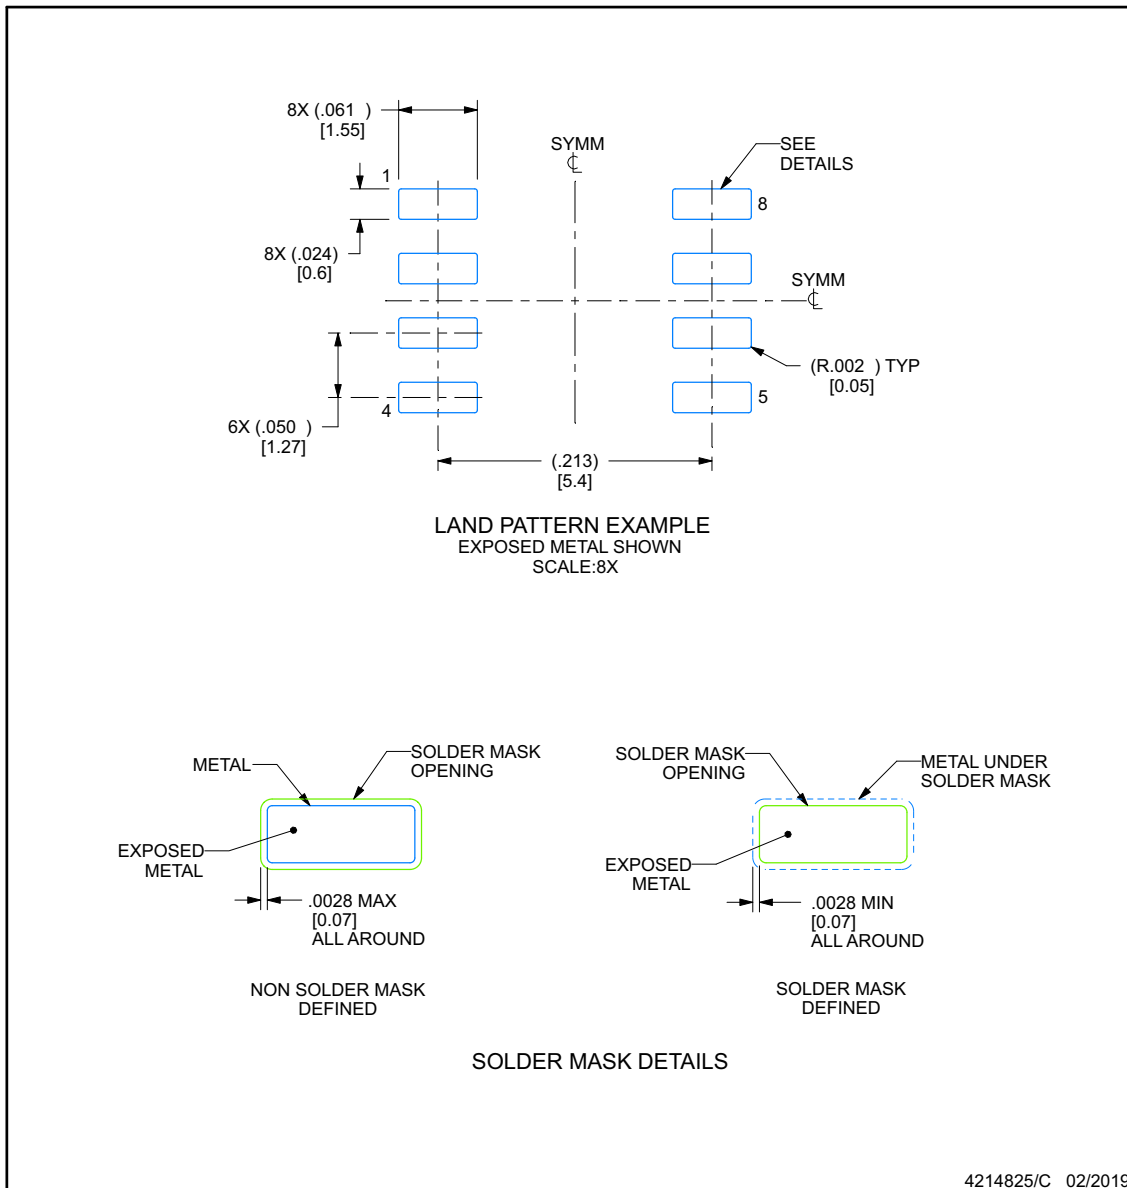 8X (.061 )
[1.55]
SYMM
SEE
DETAILS
1
8
8X (.024)
[0.6]
SYMM
(R.002 ) TYP
[0.05]
4
5
6X (.050 )
[1.27]
(.213)
[5.4]
LAND PATTERN EXAMPLE
EXPOSED METAL SHOWN
SCALE:8X
METAL
SOLDER MASK
OPENING
EXPOSED
METAL
.0028 MAX
[0.07]
ALL AROUND
NON SOLDER MASK
DEFINED
SOLDER MASK
OPENING
METAL UNDER
SOLDER MASK
EXPOSED
METAL
.0028 MIN
[0.07]
ALL AROUND
SOLDER MASK
DEFINED
SOLDER MASK DETAILS
4214825/C 02/2019